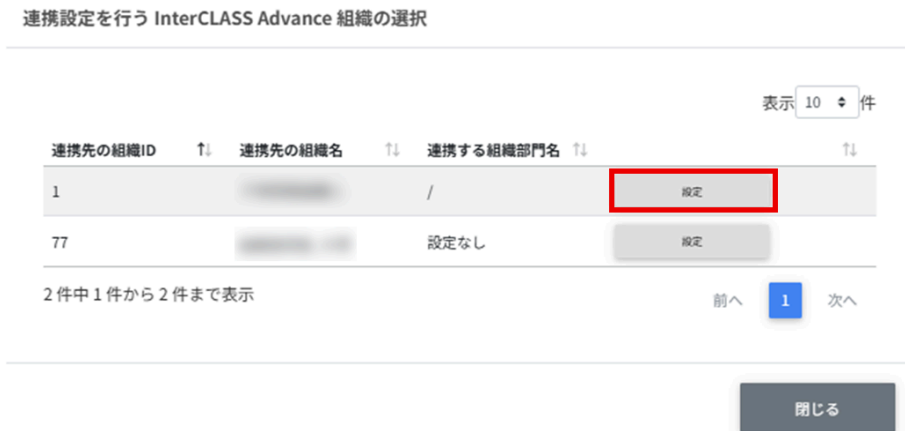 連携設定を行う InterCLASS Advance 組織の選択
表示 10 件
連携先の組織ID 連携先の組織名 連携する組織部門名
1 / 設定
77 設定なし 設定
2 件中 1 件から 2 件まで表示
前へ 1 次へ
閉じる